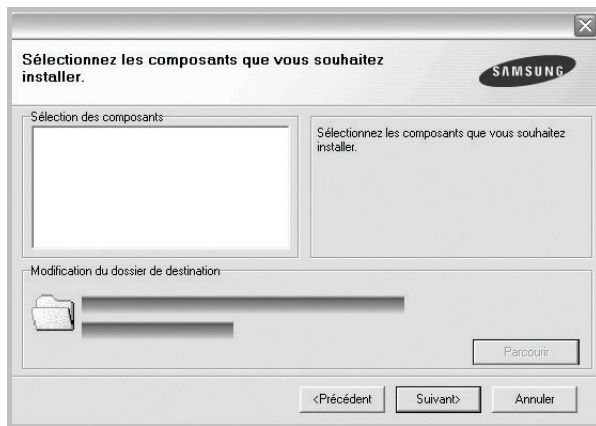 Sélectionnez les composants que vous souhaitez
installer.
SAMSUNG
Sélection des composants
Sélectionnez les composants que vous souhaitez
installer.
Modification du dossier de destination
Parcourir
<Précédent
Suivant>
Annuler